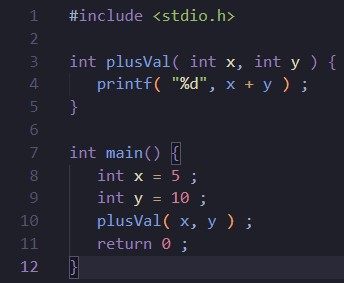 1 #include <stdio.h>
2
3 int plusVal( int x, int y ) {
4     printf( "%d", x + y ) ;
5 }
6
7 int main() {
8     int x = 5 ;
9     int y = 10 ;
10     plusVal( x, y ) ;
11     return 0 ;
12 }